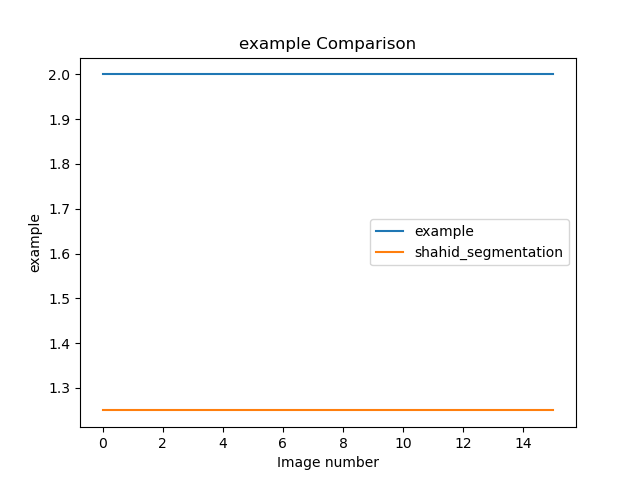 example Comparison
2.0
1.9
1.8
1.7
1.6
1.5
1.4
1.3
example
example
shahid_segmentation
0 2 4 6 8 10 12 14
Image number